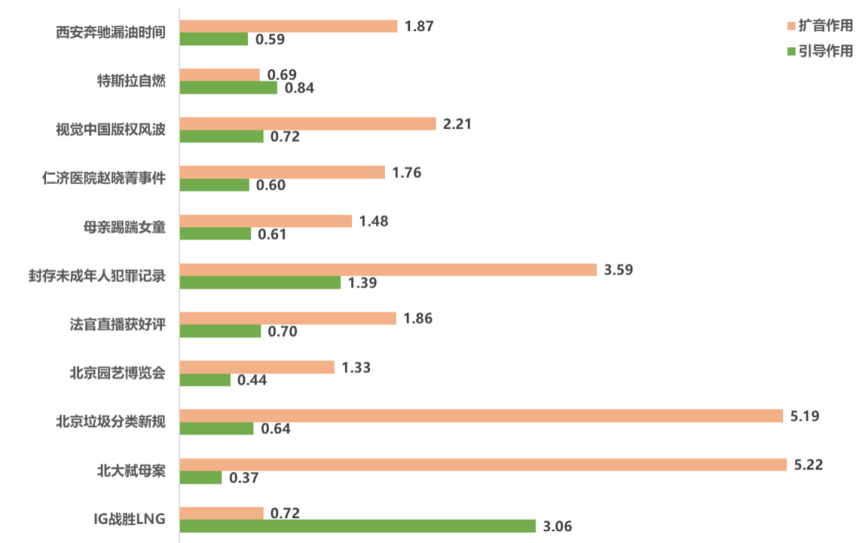 扩音作用
引导作用
西安奔驰漏油时间
1.87
0.59
特斯拉自燃
0.69
0.84
视觉中国版权风波
2.21
0.72
仁济医院赵晓菁事件
1.76
0.60
母亲踢踹女童
1.48
0.61
封存未成年人犯罪记录
3.59
1.39
法官直播获好评
1.86
0.70
北京园艺博览会
1.33
0.44
北京垃圾分类新规
5.19
0.64
北大弑母案
5.22
0.37
IG战胜LNG
0.72
3.06